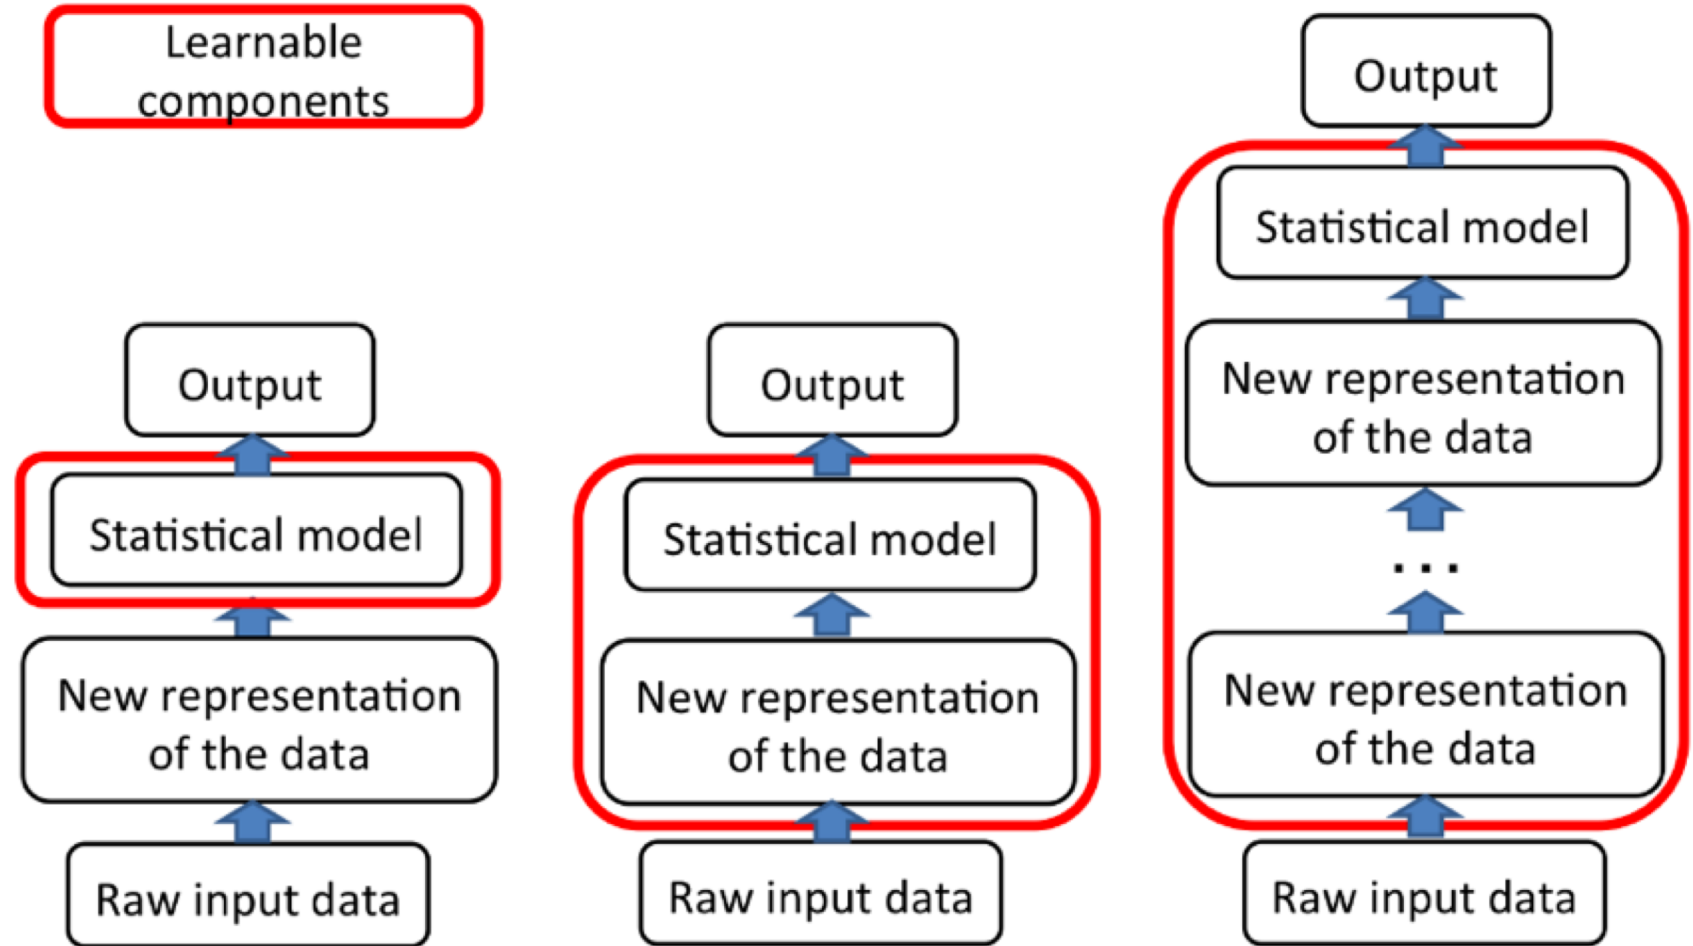 Learnable
components
Output
Statistical model
New representation
of the data
Raw input data
Output
Statistical model
New representation
of the data
Raw input data
Output
Statistical model
New representation
of the data
...
New representation
of the data
Raw input data